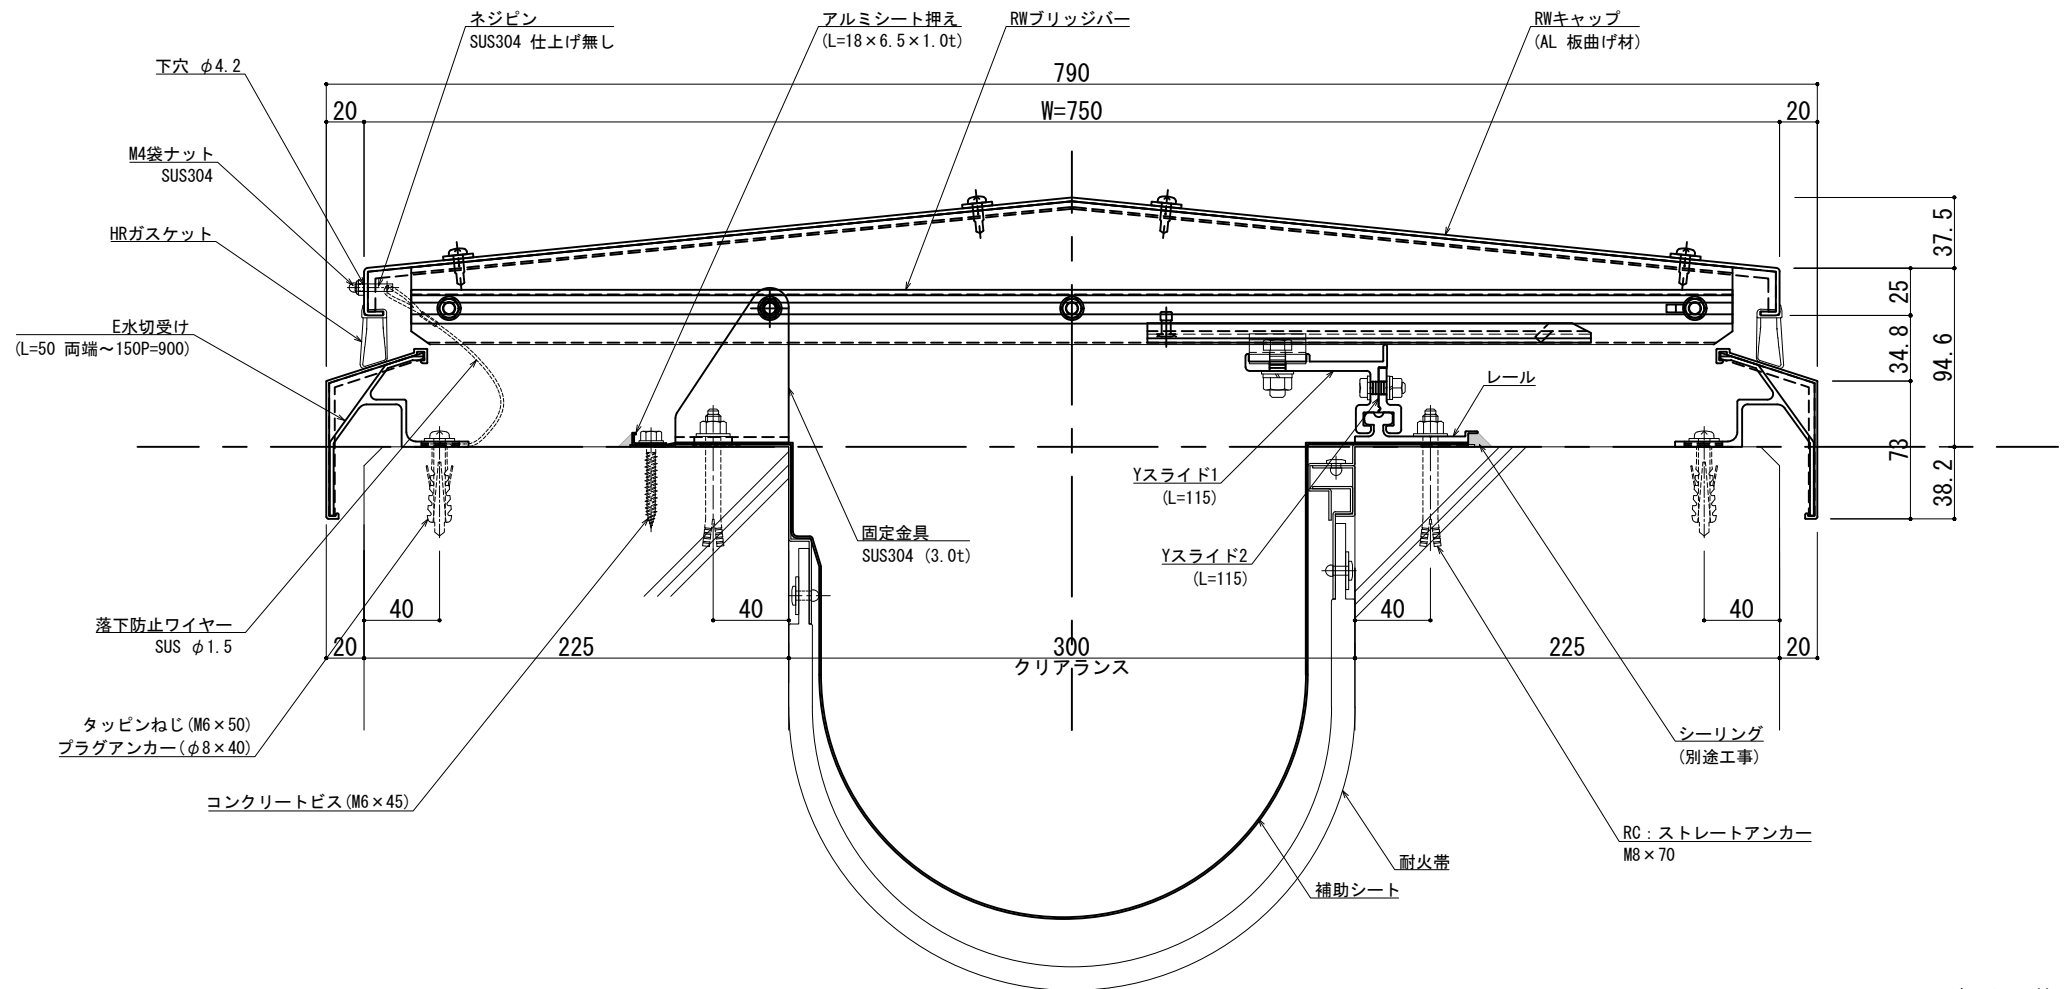 ネジピン
SUS304 仕上げ無し
アルミシート押え
(L=18×6.5×1.0t)
RWブリッジバー
RWキャップ
(AL 板曲げ材)
下穴 φ4.2
790
20
W=750
20
M4袋ナット
SUS304
HRガスケット
E水切受け
(L=50 両端～150P=900)
37.5
25
34.8
94.6
73
38.2
レール
Yスライド1
(L=115)
固定金具
SUS304 (3.0t)
Yスライド2
(L=115)
40
40
40
40
落下防止ワイヤー
SUS φ1.5
20
225
300
クリアランス
225
20
タッピンねじ(M6×50)
プラグアンカー(φ8×40)
シーリング
(別途工事)
コンクリートビス(M6×45)
RC：ストレートアンカー
M8×70
耐火帯
補助シート